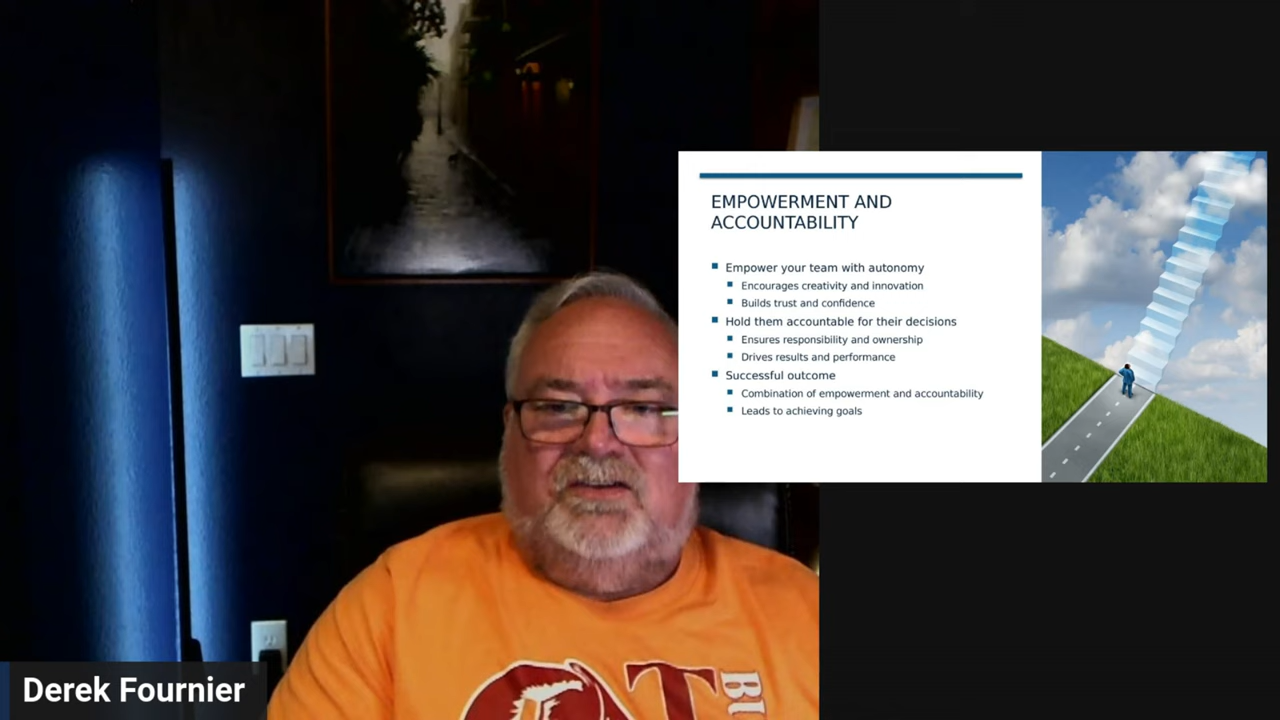 EMPOWERMENT AND
ACCOUNTABILITY
Empower your team with autonomy
Encourages creativity and innovation
Builds trust and confidence
Hold them accountable for their decisions
Ensures responsibility and ownership
Drives results and performance
Successful outcome
Combination of empowerment and accountability
Leads to achieving goals
Derek Fournier